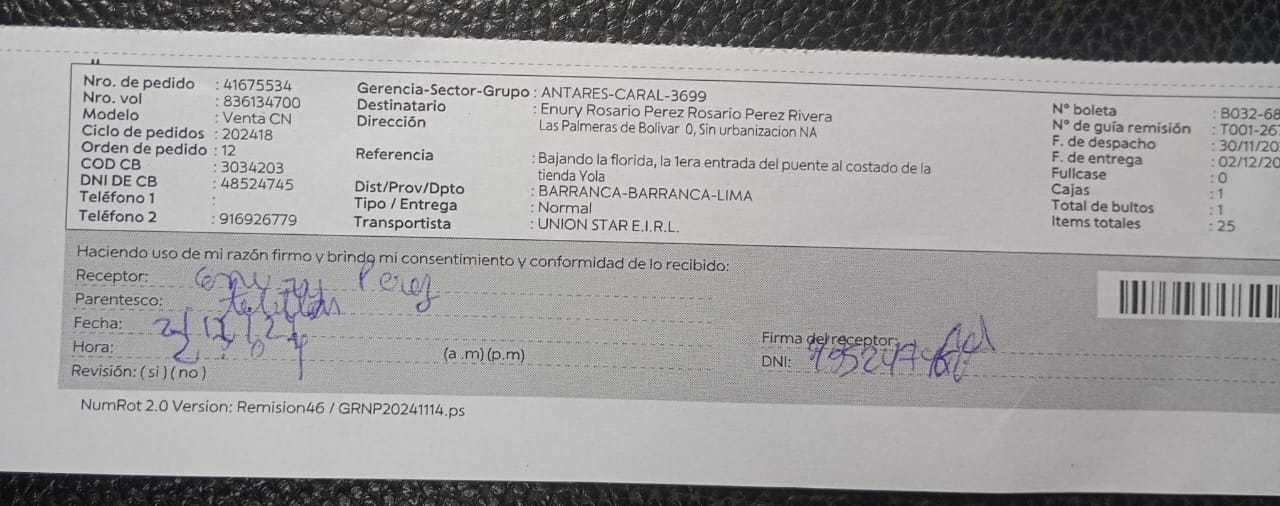 Nro. de pedido : 41675534
Nro. vol : 836134700
Modelo : Venta CN
Ciclo de pedidos : 202418
Orden de pedido : 12
COD CB : 3034203
DNI DE CB : 48524745
Teléfono 1 :
Teléfono 2 : 916926779
Gerencia-Sector-Grupo : ANTARES-CARAL-3699
Destinatario : Enury Rosario Perez Rosario Perez Rivera
Dirección Las Palmeras de Bolivar 0, Sin urbanizacion NA
Referencia : Bajando la florida, la 1era entrada del puente al costado de la
tienda Yola
Dist/Prov/Dpto : BARRANCA-BARRANCA-LIMA
Tipo / Entrega : Normal
Transportista : UNION STAR E.I.R.L.
N° boleta : B032-68
N° de guía remisión : T001-26
F. de despacho : 30/11/20
F. de entrega : 02/12/20
Fullcase : 0
Cajas : 1
Total de bultos : 1
Items totales : 25
Haciendo uso de mi razón firmo y brindo mi consentimiento y conformidad de lo recibido:
Receptor: Perez
Parentesco:
Fecha: 2/12/24
Hora: (a .m) (p.m)
Revisión: ( si ) ( no )
Firma del receptor:
DNI:
NumRot 2.0 Version: Remision46 / GRNP20241114.ps